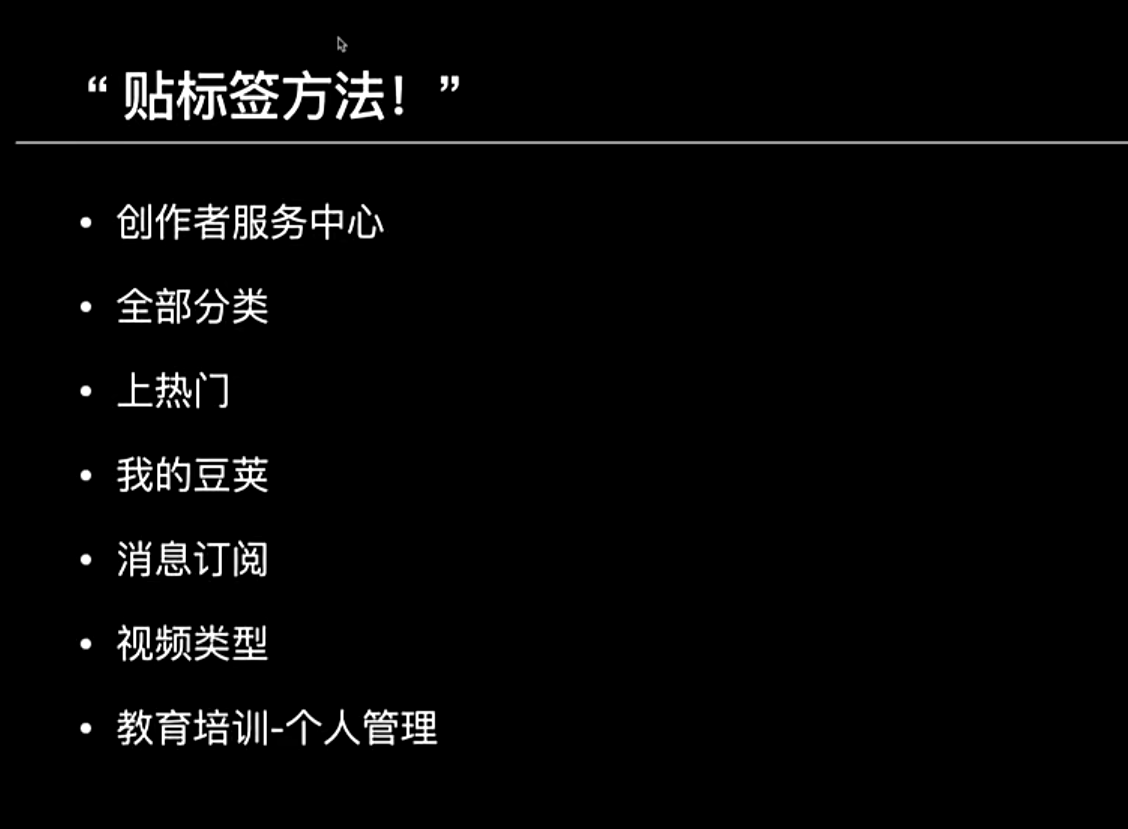 “贴标签方法！”
• 创作者服务中心
• 全部分类
• 上热门
• 我的豆荚
• 消息订阅
• 视频类型
• 教育培训-个人管理